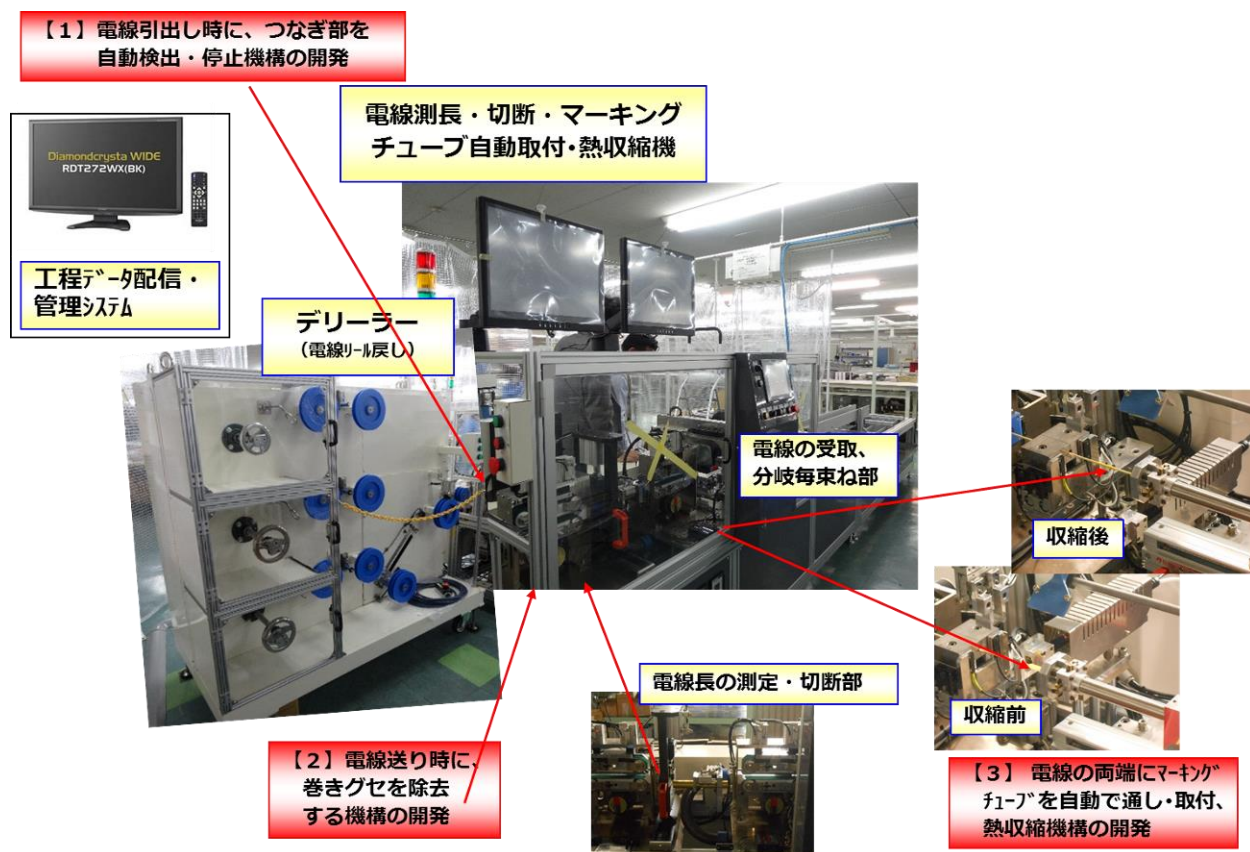 【１】電線引出し時に、つなぎ部を
自動検出・停止機構の開発
電線測長・切断・マーキング
チューブ自動取付・熱収縮機
Diamondcrysta WIDE
RDT272WX(BK)
工程ﾃﾞｰﾀ配信・
管理ｼｽﾃﾑ
デリーラー
（電線ﾘｰﾙ戻し）
電線の受取、
分岐毎束ね部
収縮後
収縮前
電線長の測定・切断部
【２】電線送り時に、
巻きグセを除去
する機構の開発
【３】 電線の両端にﾏｰｷﾝｸﾞ
ﾁｭｰﾌﾞを自動で通し・取付、
熱収縮機構の開発